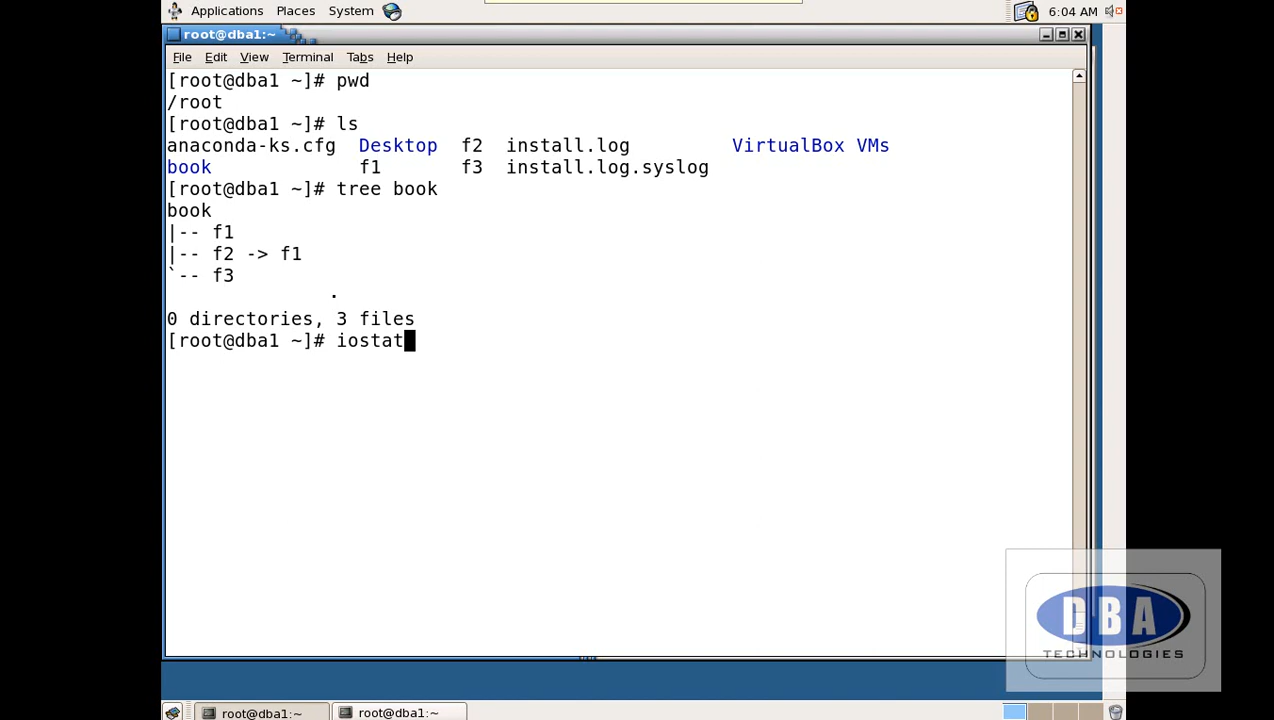 Applications Places System 6:04 AM
root@dba1:~
File Edit View Terminal Tabs Help
[root@dba1 ~]# pwd
/root
[root@dba1 ~]# ls
anaconda-ks.cfg Desktop f2 install.log VirtualBox VMs
book f1 f3 install.log.syslog
[root@dba1 ~]# tree book
book
|-- f1
|-- f2 -> f1
`-- f3
0 directories, 3 files
[root@dba1 ~]# iostat
DBA
TECHNOLOGIES
root@dba1:~ root@dba1:~